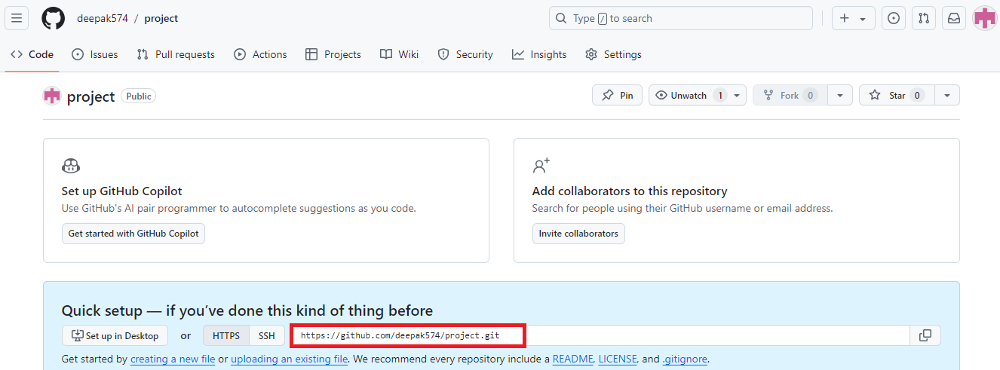 deepak574 / project
Type / to search
Code Issues Pull requests Actions Projects Wiki Security Insights Settings
project Public
Pin Unwatch 1 Fork 0 Star 0
Set up GitHub Copilot
Use GitHub's AI pair programmer to autocomplete suggestions as you code.
Get started with GitHub Copilot
Add collaborators to this repository
Search for people using their GitHub username or email address.
Invite collaborators
Quick setup — if you’ve done this kind of thing before
Set up in Desktop or HTTPS SSH https://github.com/deepak574/project.git
Get started by creating a new file or uploading an existing file. We recommend every repository include a README, LICENSE, and .gitignore.